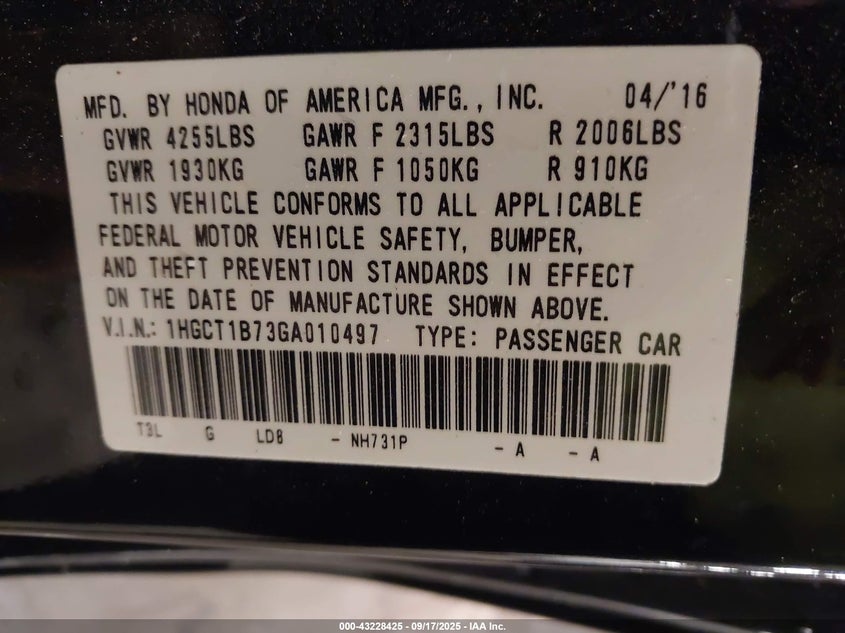 MFD. BY HONDA OF AMERICA MFG., INC. 04/'16
GVWR 4255LBS GAWR F 2315LBS R 2006LBS
GVWR 1930KG GAWR F 1050KG R 910KG
THIS VEHICLE CONFORMS TO ALL APPLICABLE
FEDERAL MOTOR VEHICLE SAFETY, BUMPER,
AND THEFT PREVENTION STANDARDS IN EFFECT
ON THE DATE OF MANUFACTURE SHOWN ABOVE.
V.I.N.: 1HGCT1B73GA010497 TYPE: PASSENGER CAR
T3L G LD8 - NH731P - A - A
000-43228425 - 09/17/2025 - IAA Inc.